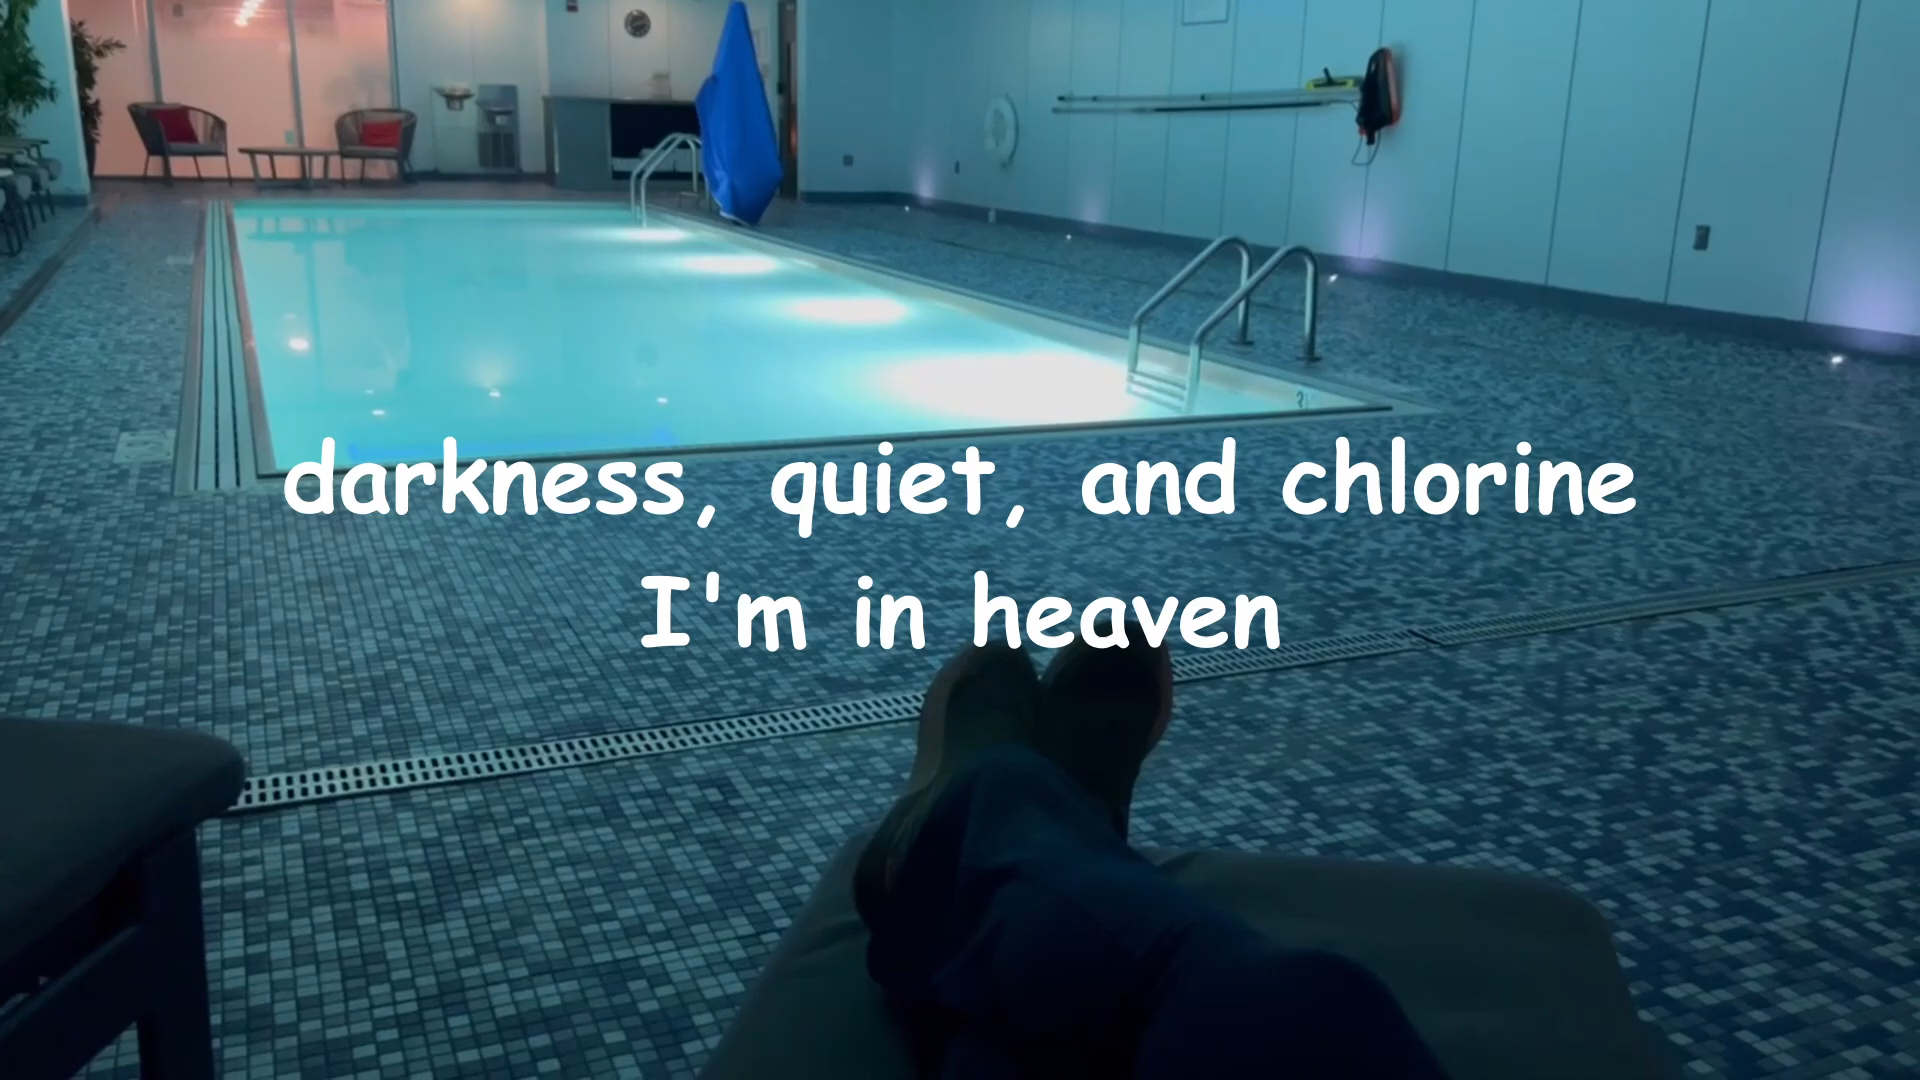 darkness, quiet, and chlorine
I'm in heaven